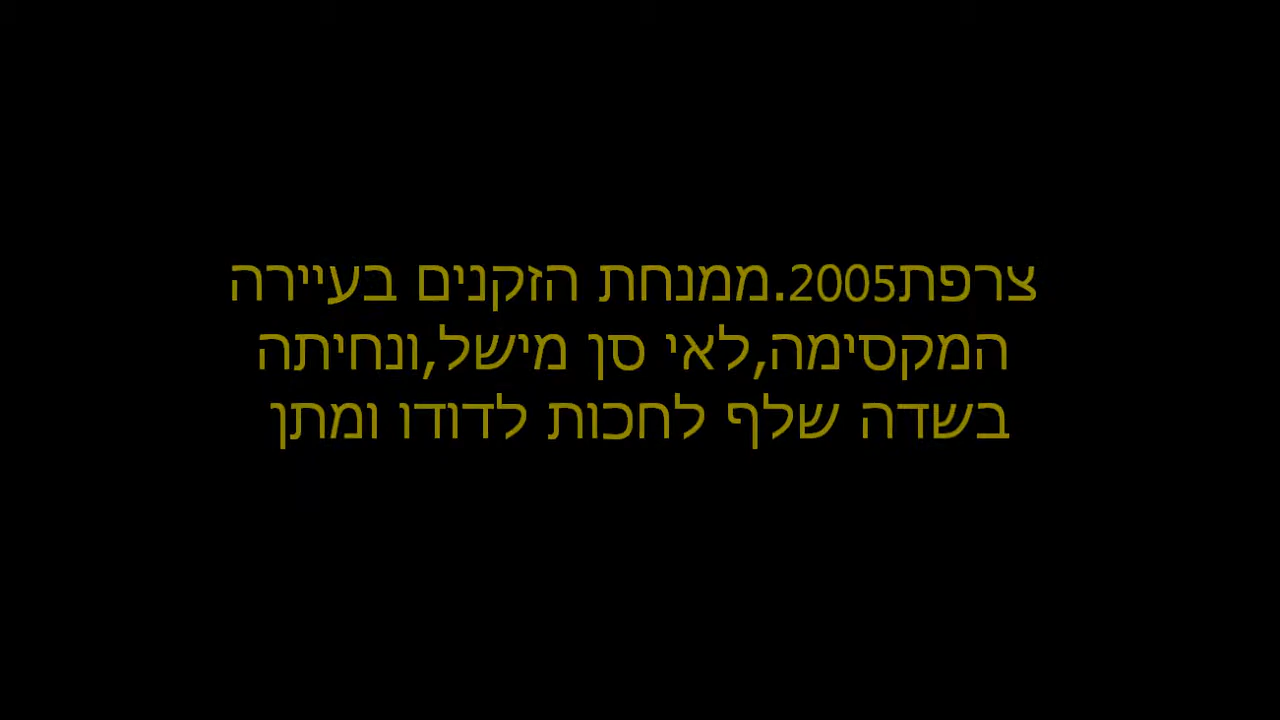 צרפת2005.ממנחת הזקנים בעיירה
המקסימה,לאי סן מישל,ונחיתה
בשדה שלף לחכות לדודו ומתן